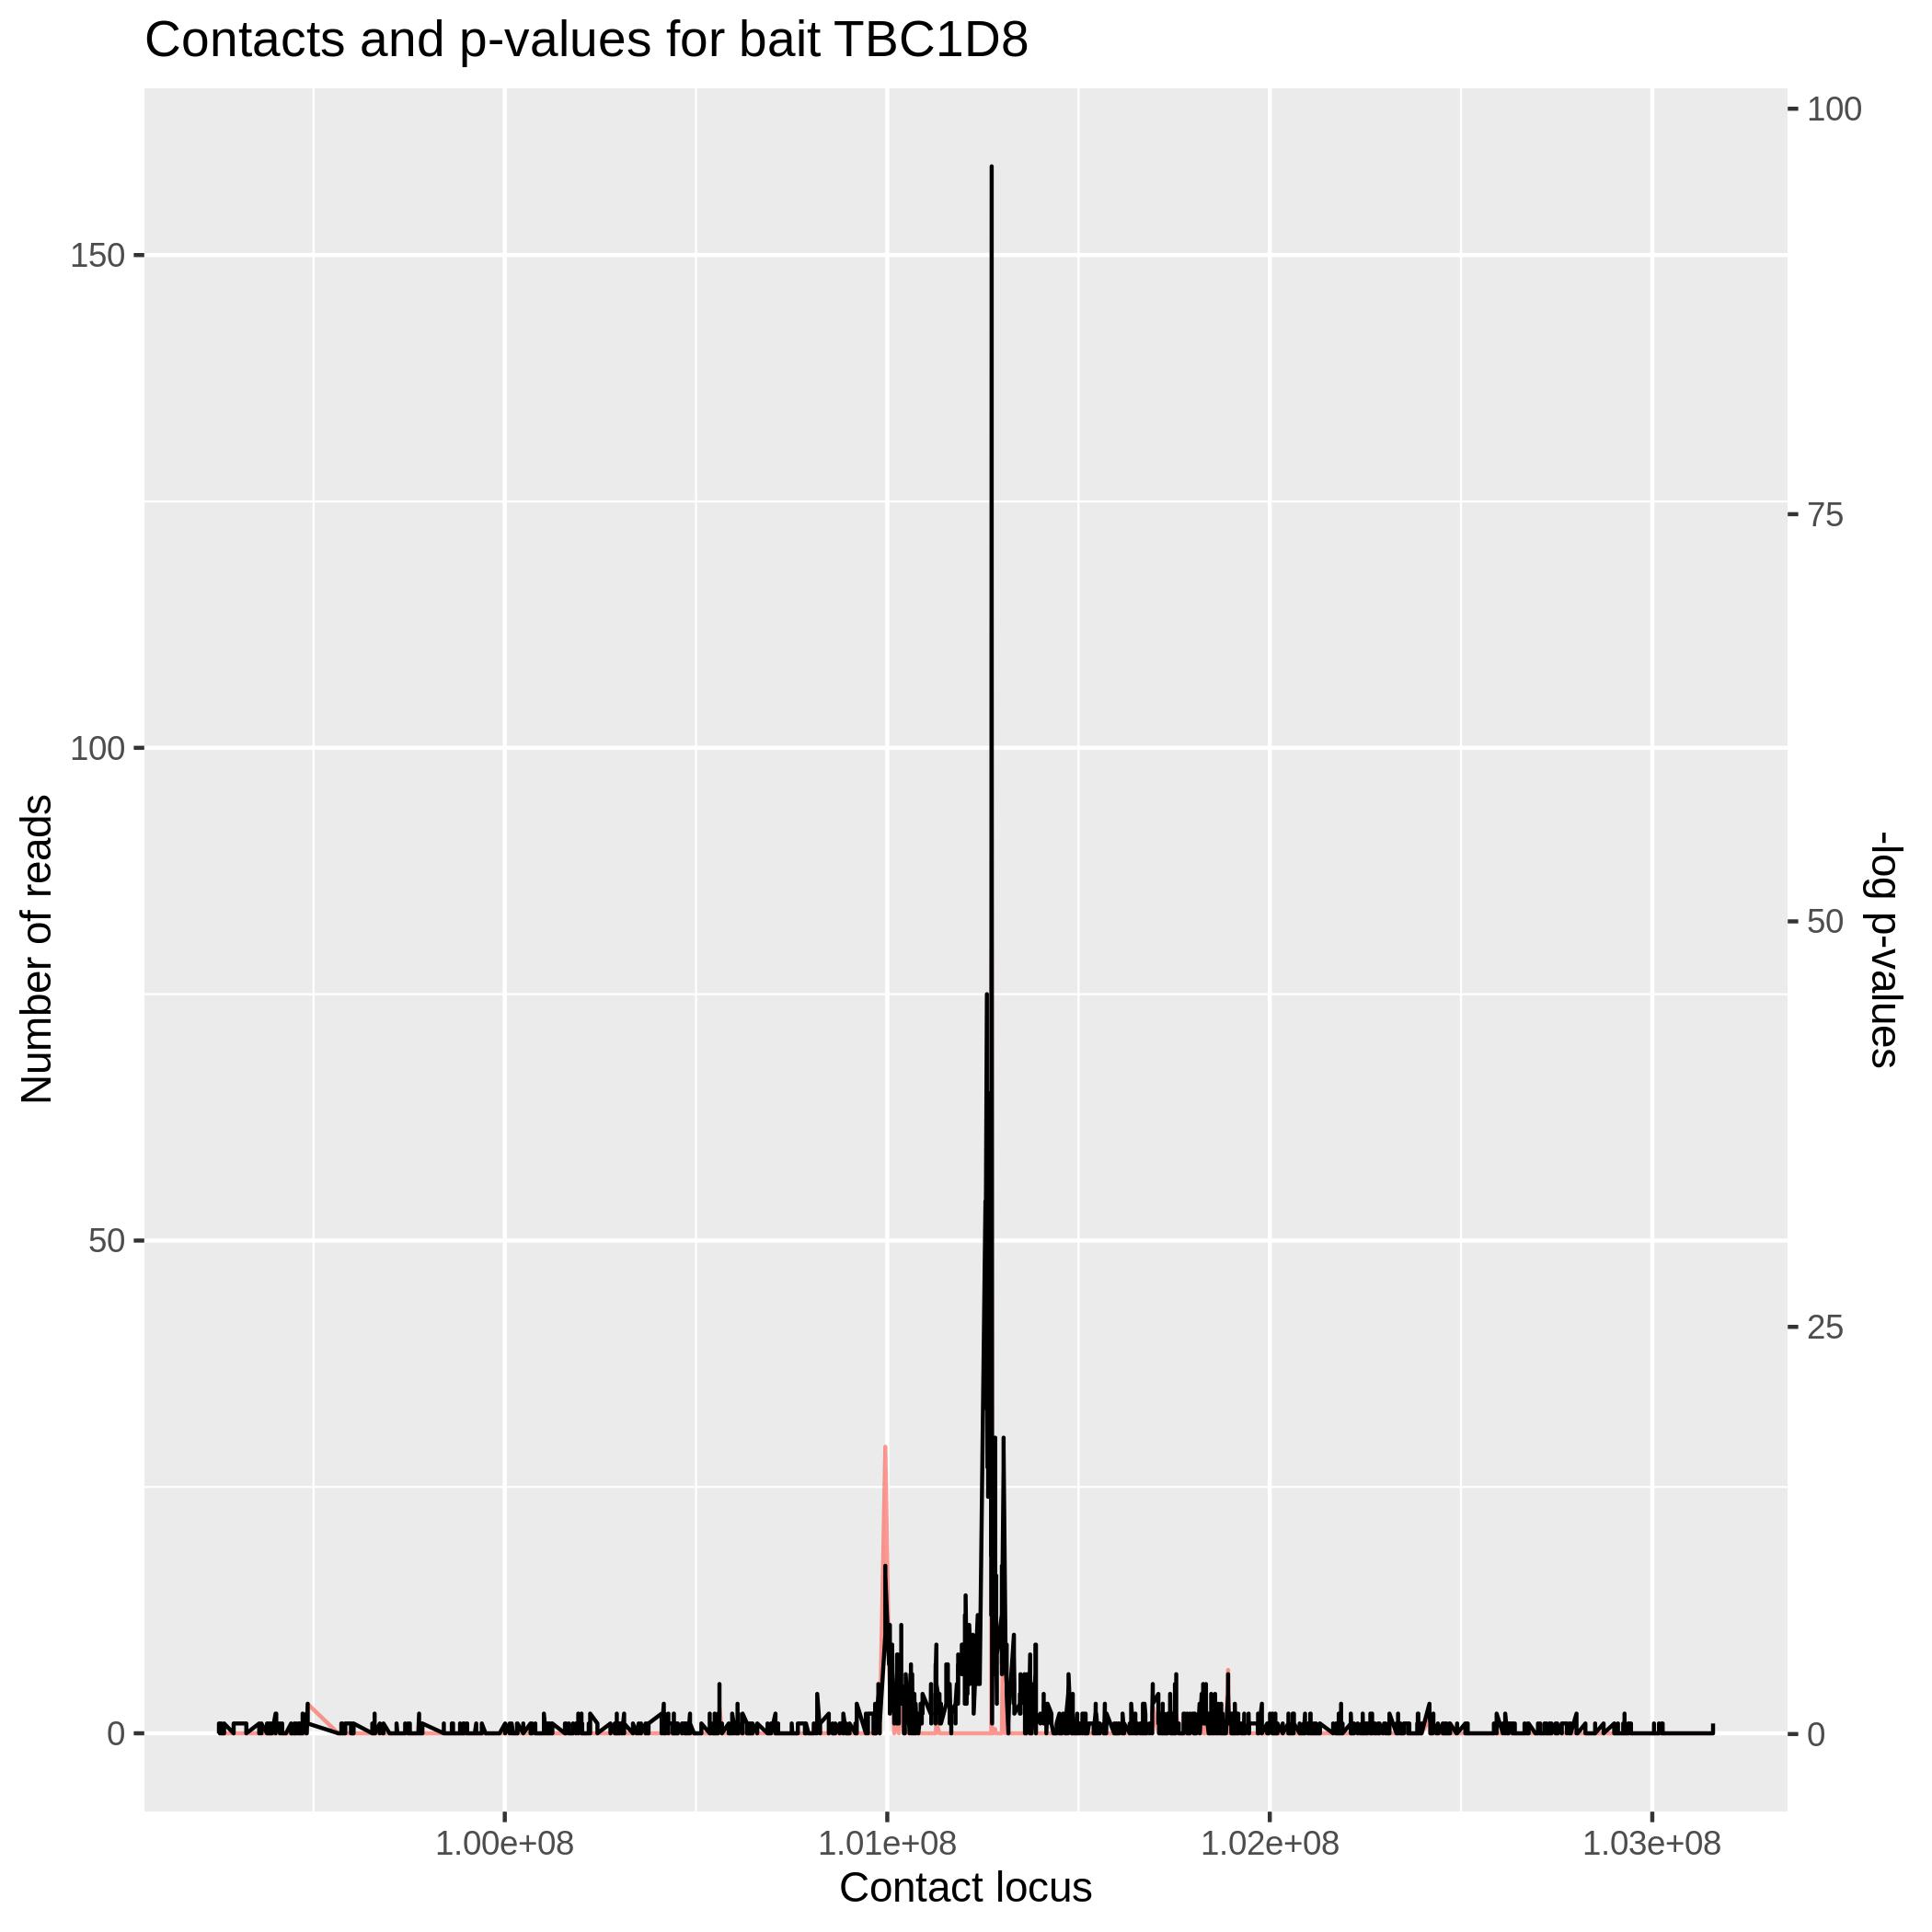 Contacts and p-values for bait TBC1D8
Number of reads
150
100
50
0
100
75
50
25
0
-log p-values
1.00e+08 1.01e+08 1.02e+08 1.03e+08
Contact locus